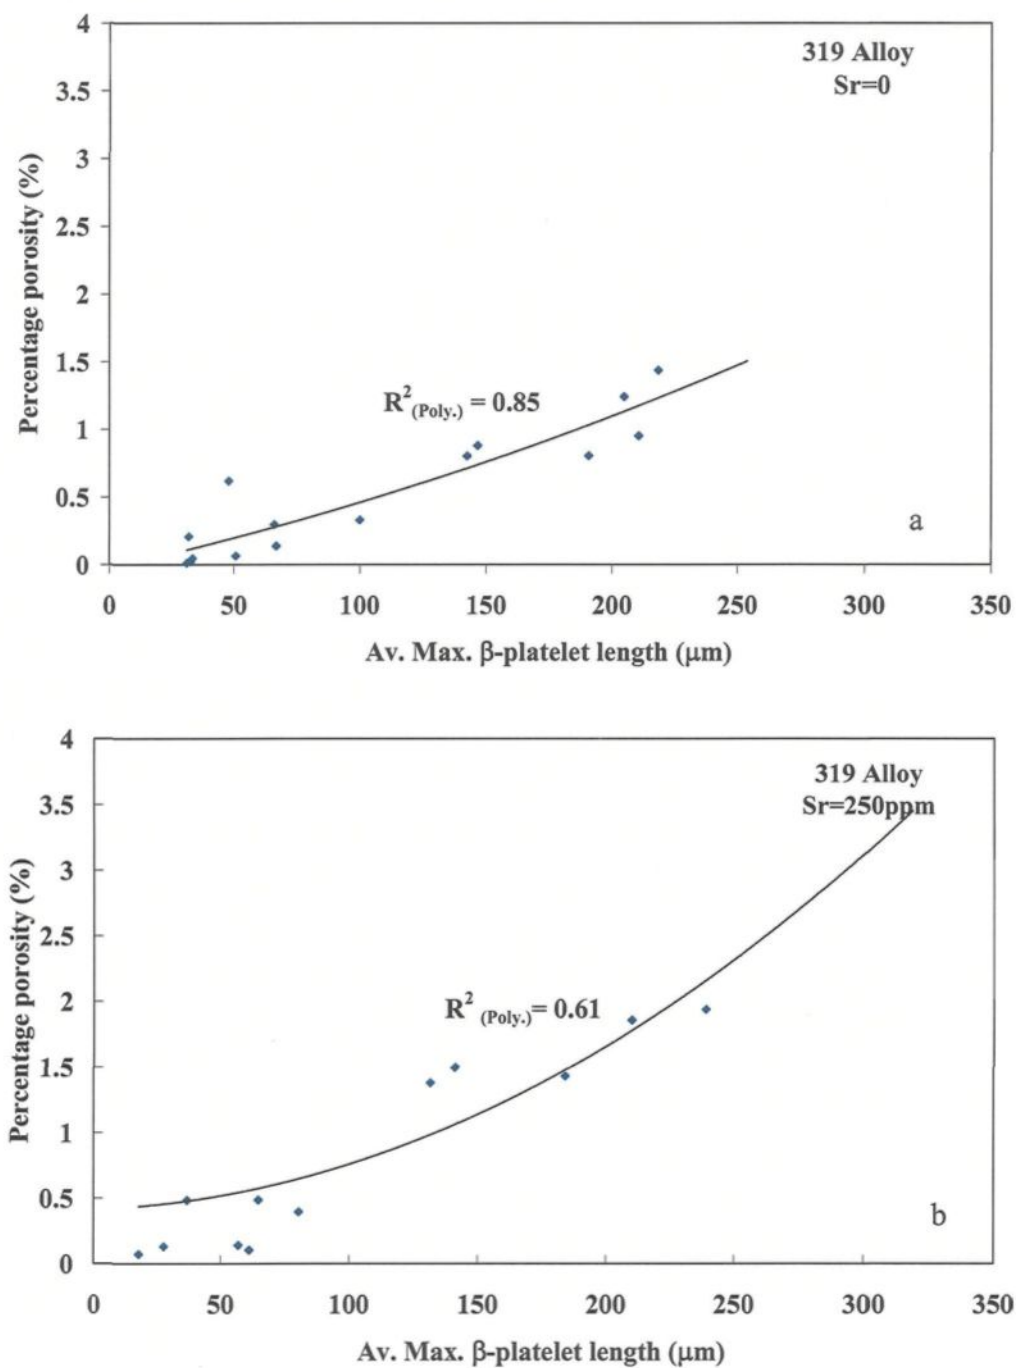 4
3.5
3
2.5
2
1.5
1
0.5
0
Percentage porosity (%)
319 Alloy
Sr=0
R²(Poly.) = 0.85
a
0 50 100 150 200 250 300 350
Av. Max. β-platelet length (μm)
4
3.5
3
2.5
2
1.5
1
0.5
0
Percentage porosity (%)
319 Alloy
Sr=250ppm
R² (Poly.)= 0.61
b
0 50 100 150 200 250 300 350
Av. Max. β-platelet length (μm)